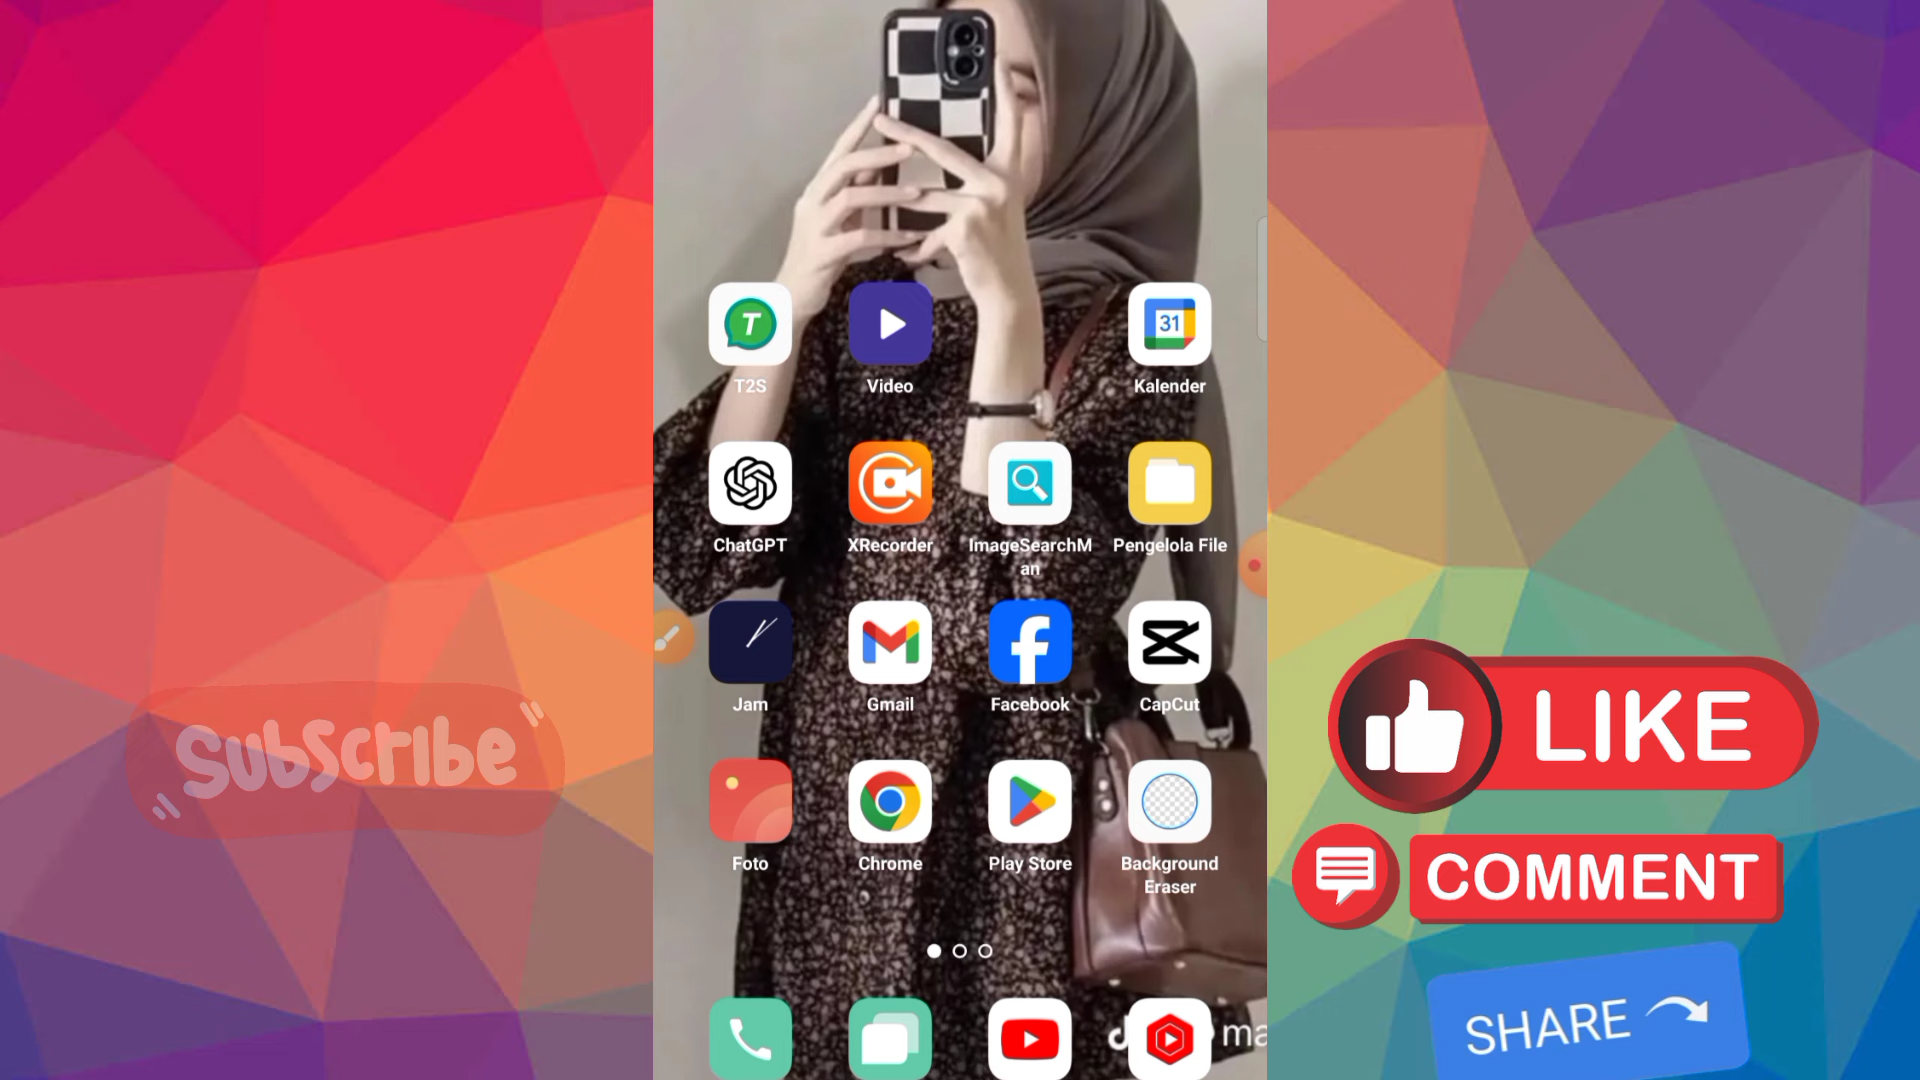 T2S
Video
31
Kalender
ChatGPT
XRecorder
ImageSearchM
an
Pengelola File
Jam
Gmail
Facebook
CapCut
Foto
Chrome
Play Store
Background
Eraser
Subscribe
LIKE
COMMENT
SHARE